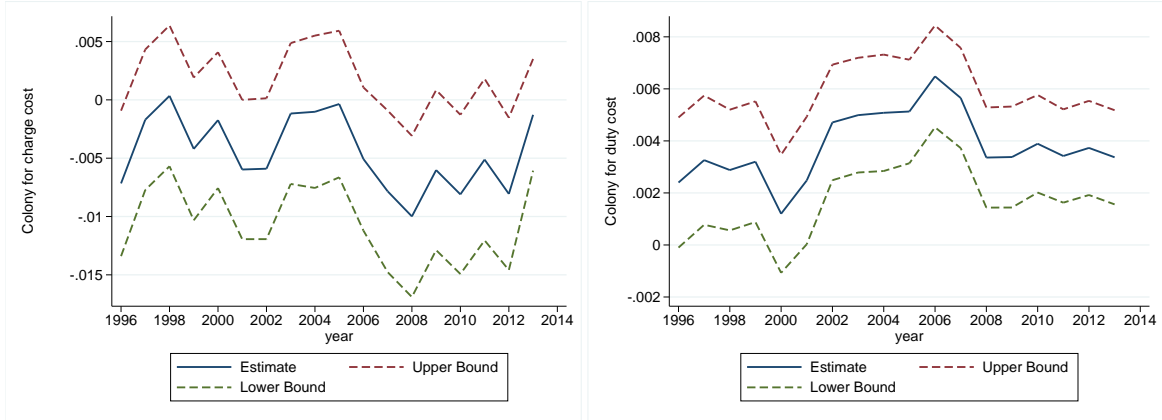 Colony for charge cost
.005
0
-.005
-.01
-.015
1996 1998 2000 2002 2004 2006 2008 2010 2012 2014
year
Estimate Upper Bound
Lower Bound
Colony for duty cost
.008
.006
.004
.002
0
-.002
1996 1998 2000 2002 2004 2006 2008 2010 2012 2014
year
Estimate Upper Bound
Lower Bound